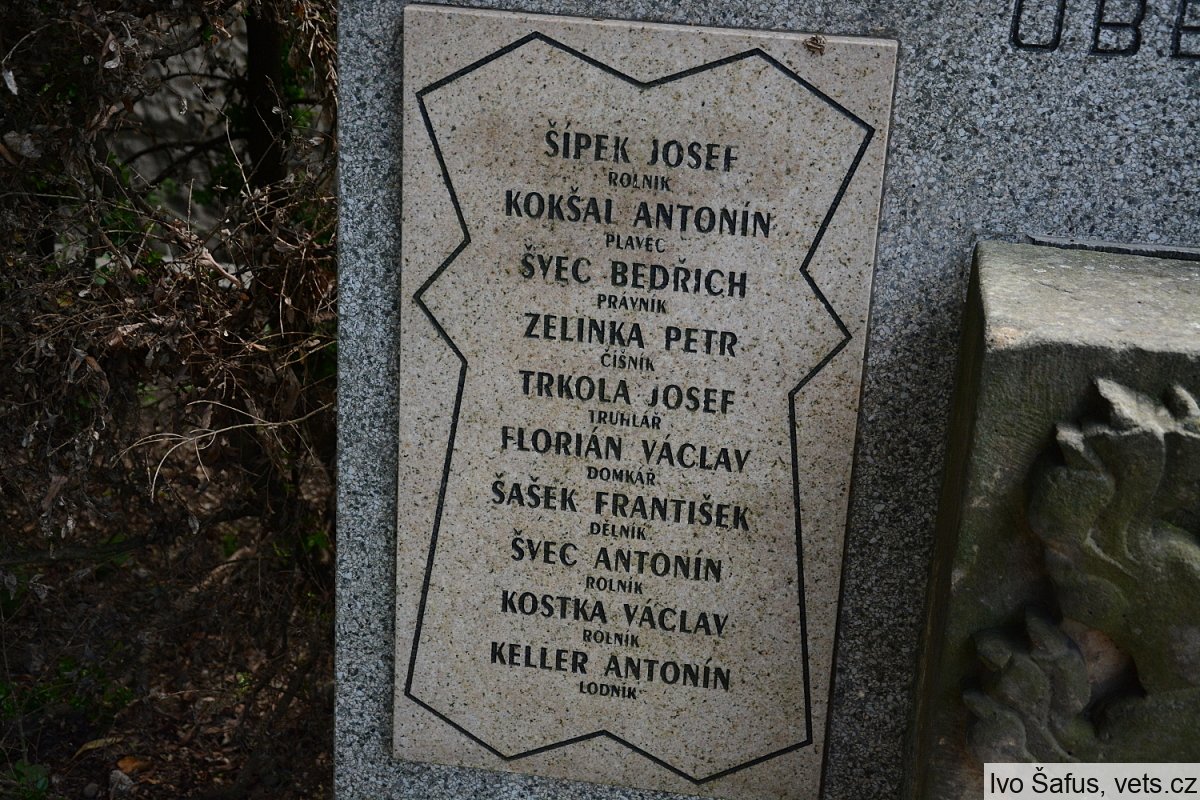 ŠÍPEK JOSEF
ROLNÍK
KOKŠAL ANTONÍN
PLAVEC
ŠVEC BEDŘICH
PRÁVNÍK
ZELINKA PETR
ČÍŠNÍK
TRKOLA JOSEF
TRUHLÁŘ
FLORIÁN VÁCLAV
DOMKÁŘ
ŠAŠEK FRANTIŠEK
DĚLNÍK
ŠVEC ANTONÍN
ROLNÍK
KOSTKA VÁCLAV
ROLNÍK
KELLER ANTONÍN
LODNÍK
Ivo Šafus, vets.cz